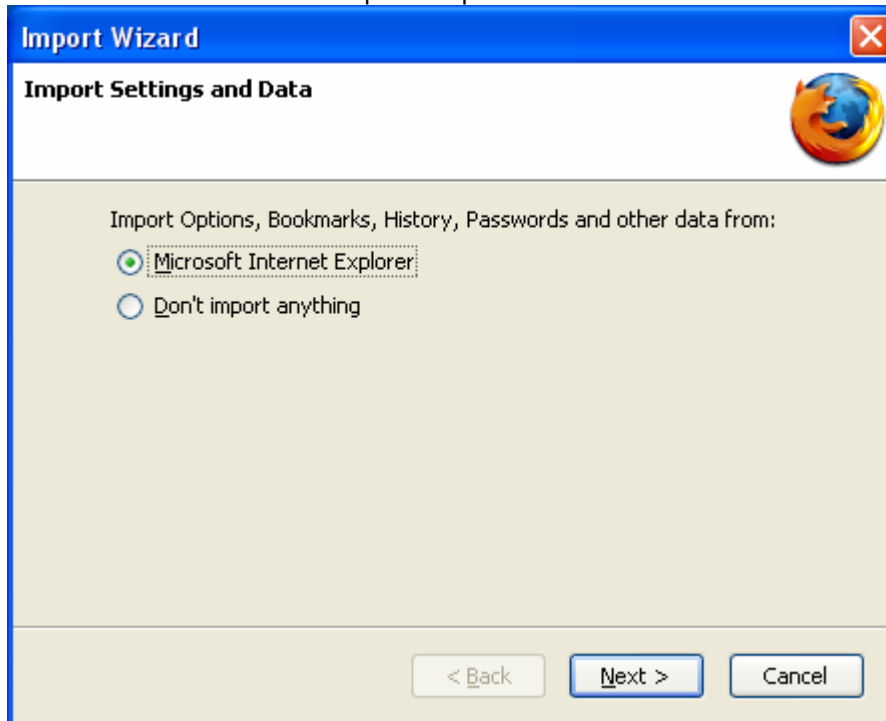 Import Wizard
Import Settings and Data
Import Options, Bookmarks, History, Passwords and other data from:
Microsoft Internet Explorer
Don't import anything
< Back Next > Cancel